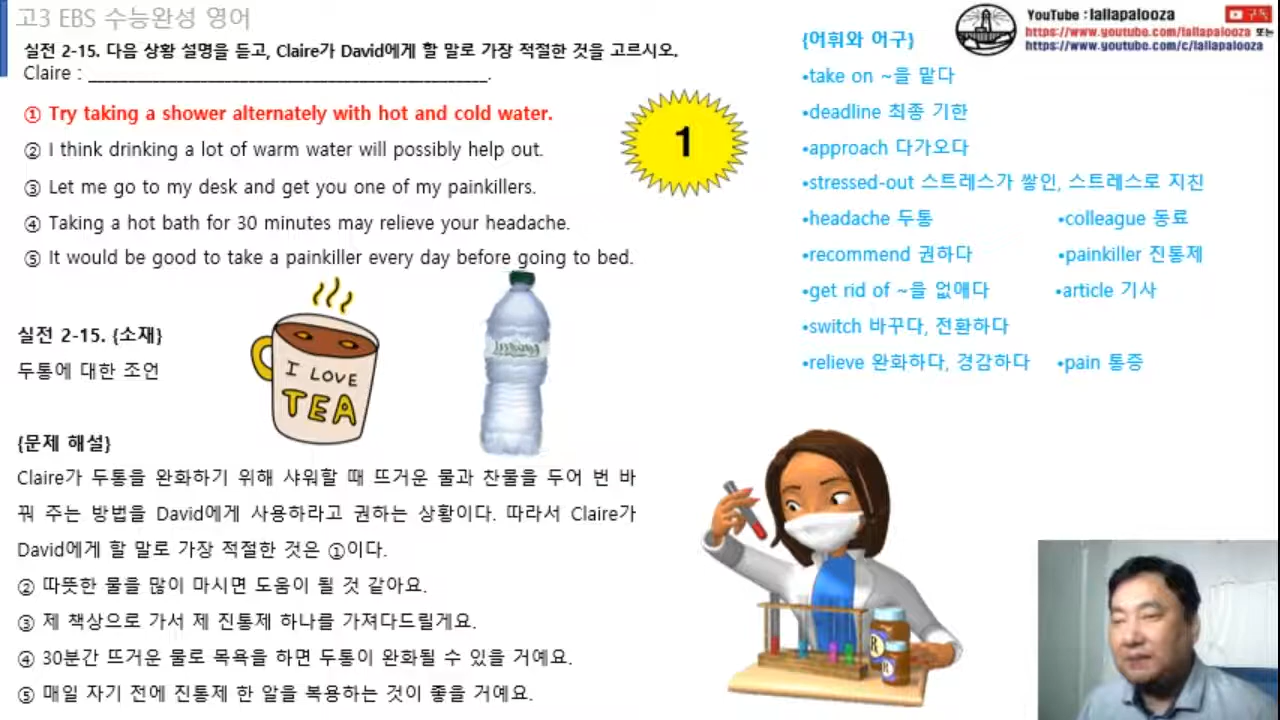 고3 EBS 수능완성 영어
실전 2-15. 다음 상황 설명을 듣고, Claire가 David에게 할 말로 가장 적절한 것을 고르시오.
Claire : ________________________________________.
① Try taking a shower alternately with hot and cold water.
② I think drinking a lot of warm water will possibly help out.
③ Let me go to my desk and get you one of my painkillers.
④ Taking a hot bath for 30 minutes may relieve your headache.
⑤ It would be good to take a painkiller every day before going to bed.
1
실전 2-15. {소재}
두통에 대한 조언
I LOVE
TEA
{문제 해설}
Claire가 두통을 완화하기 위해 샤워할 때 뜨거운 물과 찬물을 두어 번 바
꿔 주는 방법을 David에게 사용하라고 권하는 상황이다. 따라서 Claire가
David에게 할 말로 가장 적절한 것은 ①이다.
② 따뜻한 물을 많이 마시면 도움이 될 것 같아요.
③ 제 책상으로 가서 제 진통제 하나를 가져다드릴게요.
④ 30분간 뜨거운 물로 목욕을 하면 두통이 완화될 수 있을 거예요.
⑤ 매일 자기 전에 진통제 한 알을 복용하는 것이 좋을 거예요.
{어휘와 어구}
•take on ~을 맡다
•deadline 최종 기한
•approach 다가오다
•stressed-out 스트레스가 쌓인, 스트레스로 지친
•headache 두통 •colleague 동료
•recommend 권하다 •painkiller 진통제
•get rid of ~을 없애다 •article 기사
•switch 바꾸다, 전환하다
•relieve 완화하다, 경감하다 •pain 통증
YouTube : lallapalooza 구독
https://www.youtube.com/lallapalooza 또는
https://www.youtube.com/c/lallapalooza
R
R